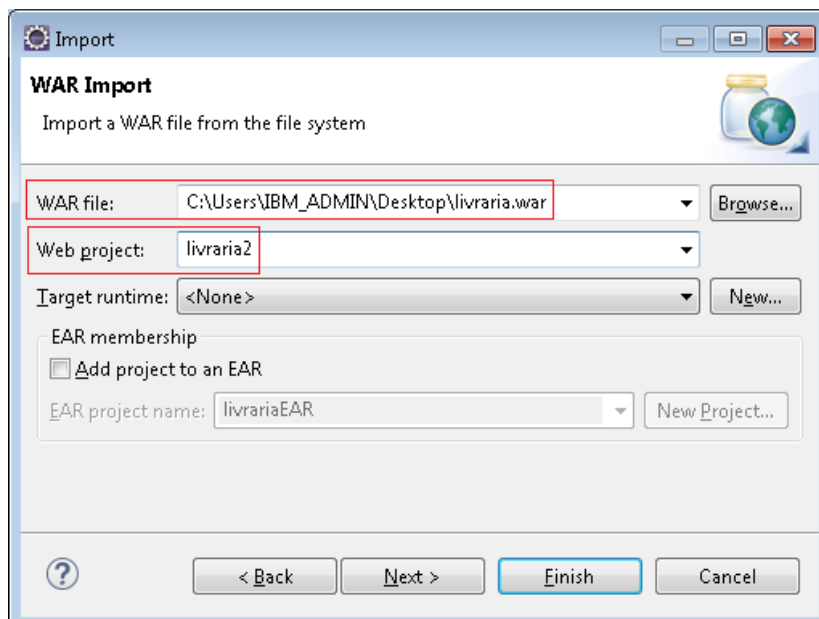 Import
WAR Import
Import a WAR file from the file system
WAR file: C:\Users\IBM_ADMIN\Desktop\livraria.war Browse...
Web project: livraria2
Target runtime: <None> New...
EAR membership
Add project to an EAR
EAR project name: livrariaEAR New Project...
? < Back Next > Finish Cancel